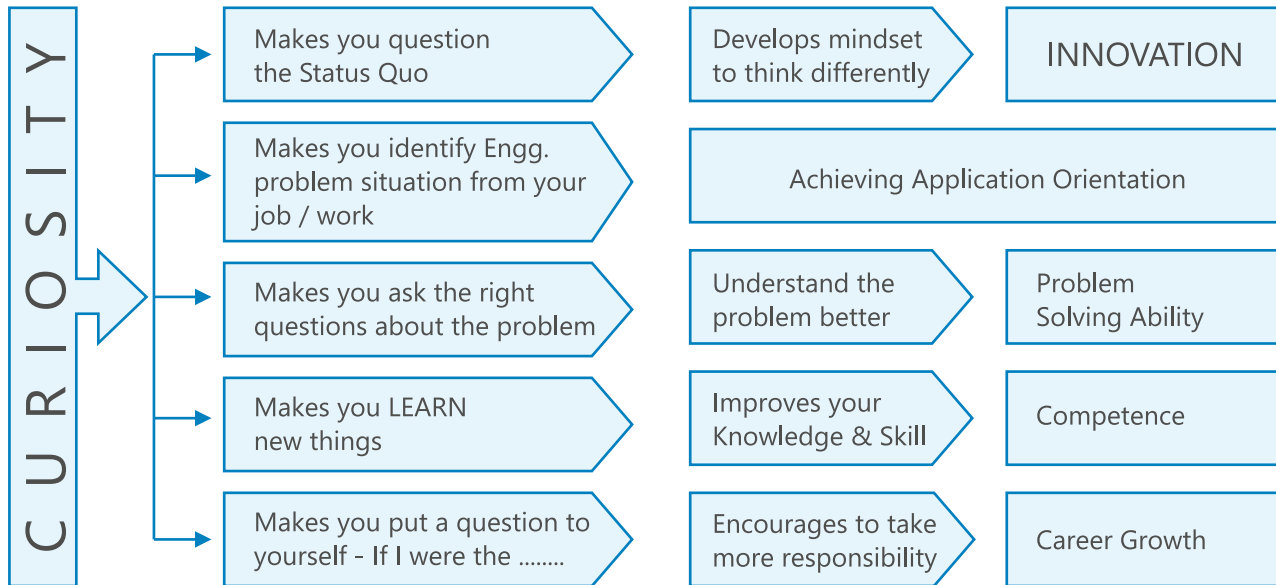 CURIOSITY
Makes you question
the Status Quo
Develops mindset
to think differently
INNOVATION
Makes you identify Engg.
problem situation from your
job / work
Achieving Application Orientation
Makes you ask the right
questions about the problem
Understand the
problem better
Problem
Solving Ability
Makes you LEARN
new things
Improves your
Knowledge & Skill
Competence
Makes you put a question to
yourself - If I were the ........
Encourages to take
more responsibility
Career Growth